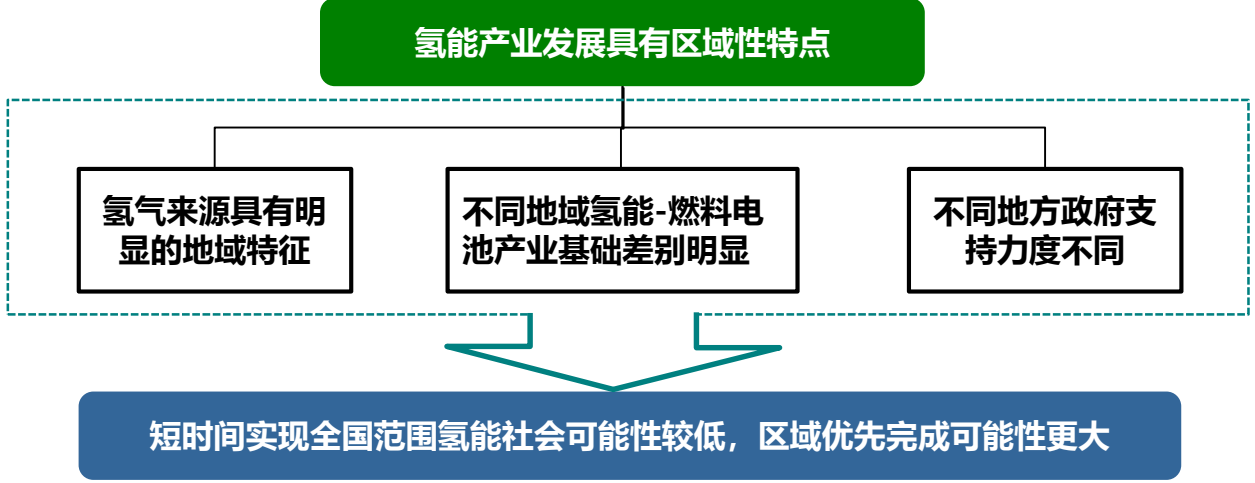 氢能产业发展具有区域性特点
氢气来源具有明
显的地域特征
不同地域氢能-燃料电
池产业基础差别明显
不同地方政府支
持力度不同
短时间实现全国范围氢能社会可能性较低，区域优先完成可能性更大